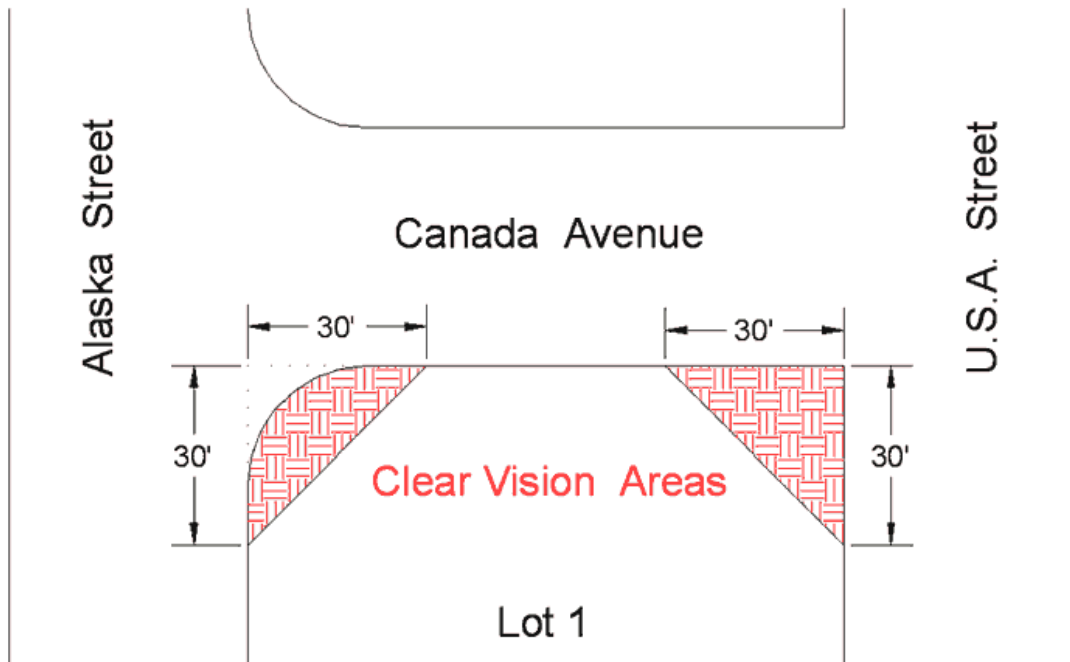 Alaska Street
Canada Avenue
U.S.A. Street
30'
30'
30'
30'
Clear Vision Areas
Lot 1